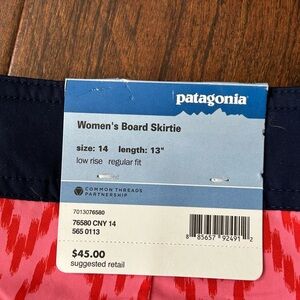 patagonia
Women's Board Skirtie
size: 14 length: 13"
low rise regular fit
COMMON THREADS
PARTNERSHIP
7013076580
76580 CNY 14
565 0113
8 85657 92491 2
$45.00
suggested retail